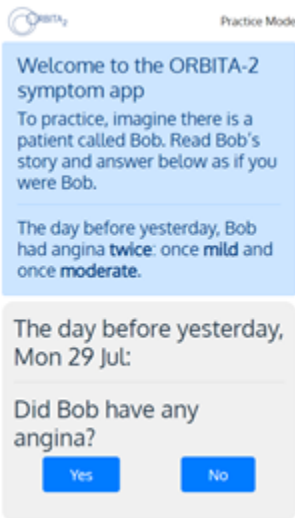 ORBITA2
Practice Mode
Welcome to the ORBITA-2
symptom app
To practice, imagine there is a
patient called Bob. Read Bob's
story and answer below as if you
were Bob.
The day before yesterday, Bob
had angina twice: once mild and
once moderate.
The day before yesterday,
Mon 29 Jul:
Did Bob have any
angina?
Yes
No